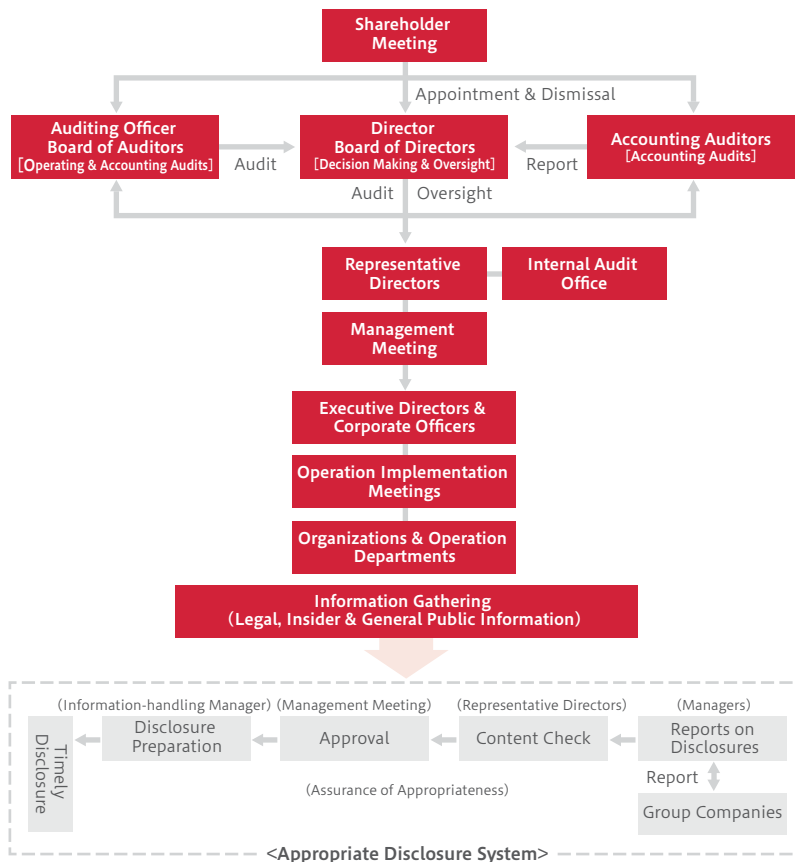 Shareholder
Meeting
Appointment & Dismissal
Auditing Officer
Board of Auditors
[Operating & Accounting Audits]
Audit
Director
Board of Directors
[Decision Making & Oversight]
Report
Accounting Auditors
[Accounting Audits]
Audit
Oversight
Representative
Directors
Internal Audit
Office
Management
Meeting
Executive Directors &
Corporate Officers
Operation Implementation
Meetings
Organizations & Operation
Departments
Information Gathering
(Legal, Insider & General Public Information)
(Information-handling Manager)
(Management Meeting)
(Representative Directors)
(Managers)
Timely
Disclosure
Disclosure
Preparation
Approval
Content Check
Reports on
Disclosures
Report
(Assurance of Appropriateness)
Group Companies
<Appropriate Disclosure System>